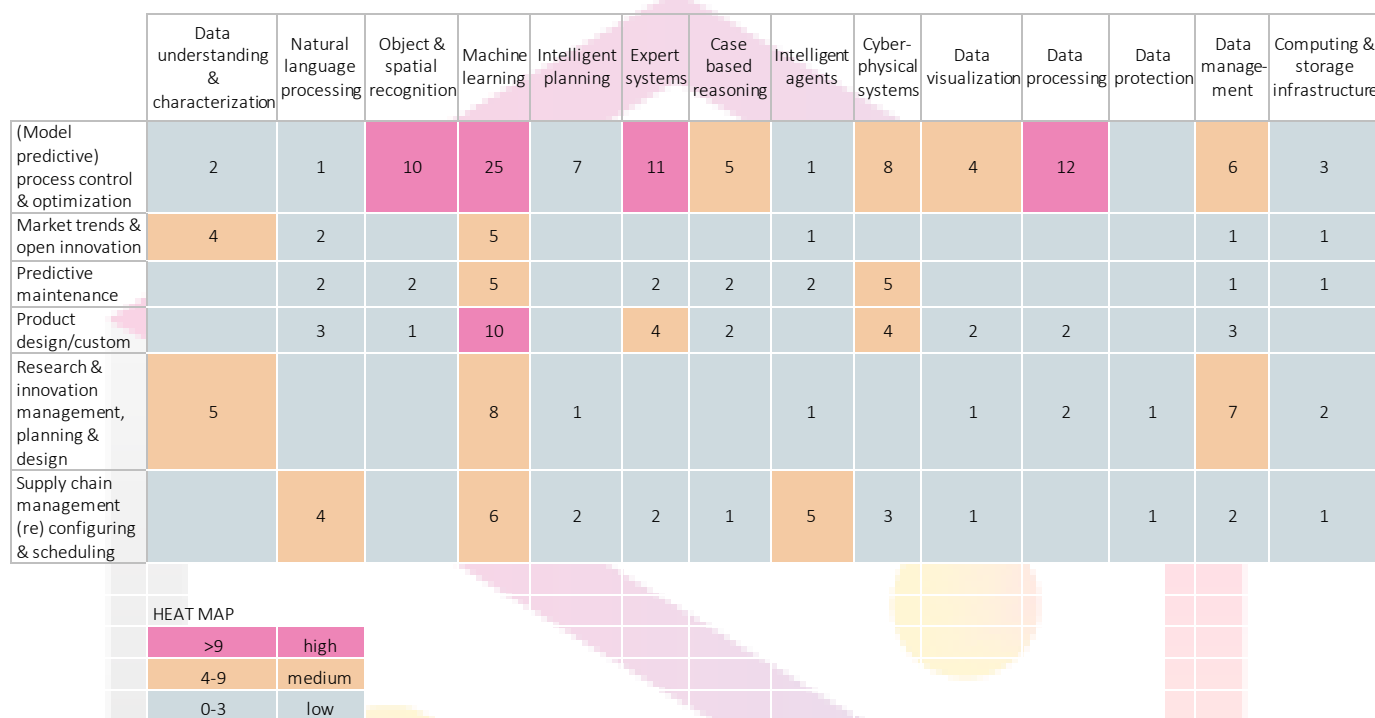 Data understanding & characterization
Natural language processing
Object & spatial recognition
Machine learning
Intelligent planning
Expert systems
Case based reasoning
Intelligent agents
Cyber-physical systems
Data visualization
Data processing
Data protection
Data manage-ment
Computing & storage infrastructure
(Model predictive) process control & optimization
2 1 10 25 7 11 5 1 8 4 12 6 3
Market trends & open innovation
4 2 5 1 1 1
Predictive maintenance
2 2 5 2 2 2 5 1 1
Product design/custom
3 1 10 4 2 4 2 2 3
Research & innovation management, planning & design
5 8 1 1 1 2 1 7 2
Supply chain management (re) configuring & scheduling
4 6 2 2 1 5 3 1 1 2 1
HEAT MAP
>9 high
4-9 medium
0-3 low